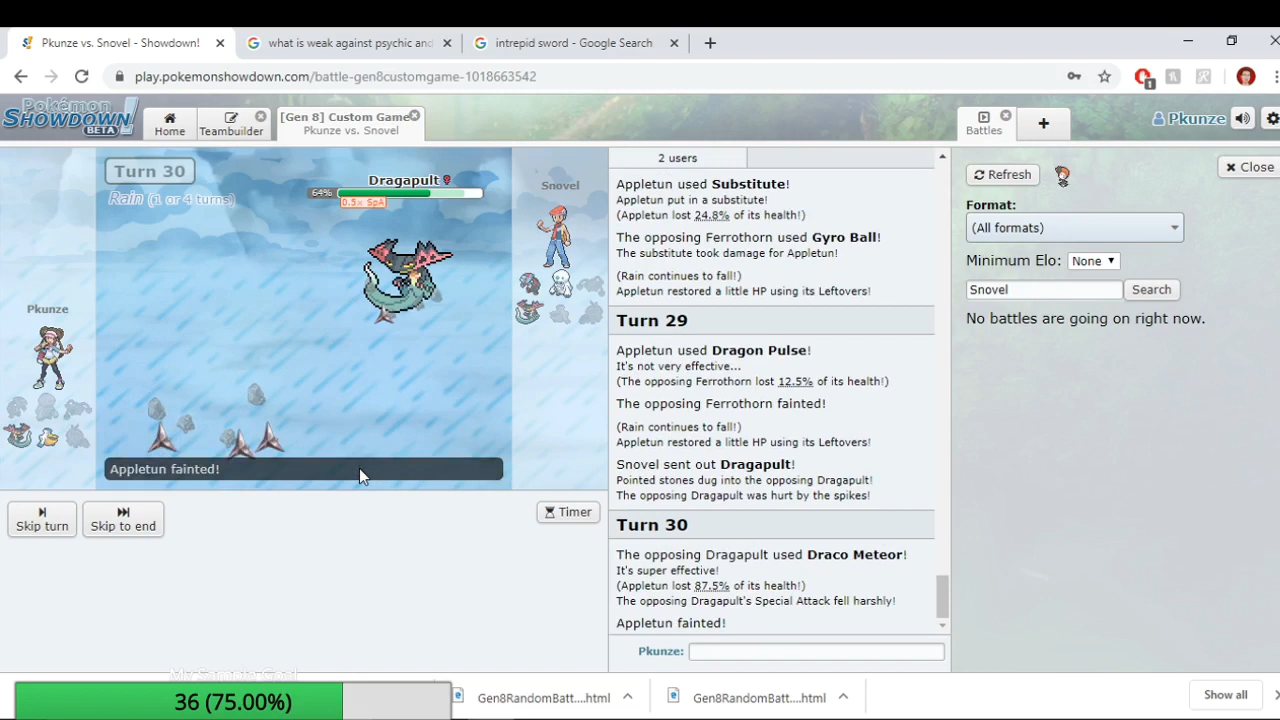 Pkunze vs. Snovel - Showdown!
what is weak against psychic and
intrepid sword - Google Search
play.pokemonshowdown.com/battle-gen8customgame-1018663542
1
Pokémon
Showdown!
BETA
Home
Teambuilder
[Gen 8] Custom Game
Pkunze vs. Snovel
Battles
Pkunze
Turn 30
Rain (1 or 4 turns)
Dragapult
64%
0.5× SpA
Snovel
Pkunze
Appletun fainted!
Skip turn
Skip to end
Timer
2 users
Appletun used Substitute!
Appletun put in a substitute!
(Appletun lost 24.8% of its health!)
The opposing Ferrothorn used Gyro Ball!
The substitute took damage for Appletun!
(Rain continues to fall!)
Appletun restored a little HP using its Leftovers!
Turn 29
Appletun used Dragon Pulse!
It's not very effective...
(The opposing Ferrothorn lost 12.5% of its health!)
The opposing Ferrothorn fainted!
(Rain continues to fall!)
Appletun restored a little HP using its Leftovers!
Snovel sent out Dragapult!
Pointed stones dug into the opposing Dragapult!
The opposing Dragapult was hurt by the spikes!
Turn 30
The opposing Dragapult used Draco Meteor!
It's super effective!
(Appletun lost 87.5% of its health!)
The opposing Dragapult's Special Attack fell harshly!
Appletun fainted!
Pkunze:
Refresh
Close
Format:
(All formats)
Minimum Elo: None
Snovel
Search
No battles are going on right now.
My Sample Goal
36 (75.00%)
Gen8RandomBatt....html
Gen8RandomBatt....html
Show all